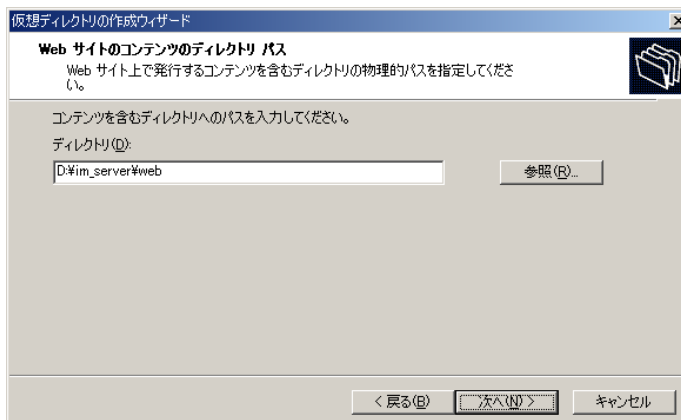 仮想ディレクトリの作成ウィザード
Web サイトのコンテンツのディレクトリ パス
Web サイト上で発行するコンテンツを含むディレクトリの物理的パスを指定してくださ
い。
コンテンツを含むディレクトリへのパスを入力してください。
ディレクトリ(D):
D:¥im_server¥web
参照(R)...
< 戻る(B)
次へ(N) >
キャンセル